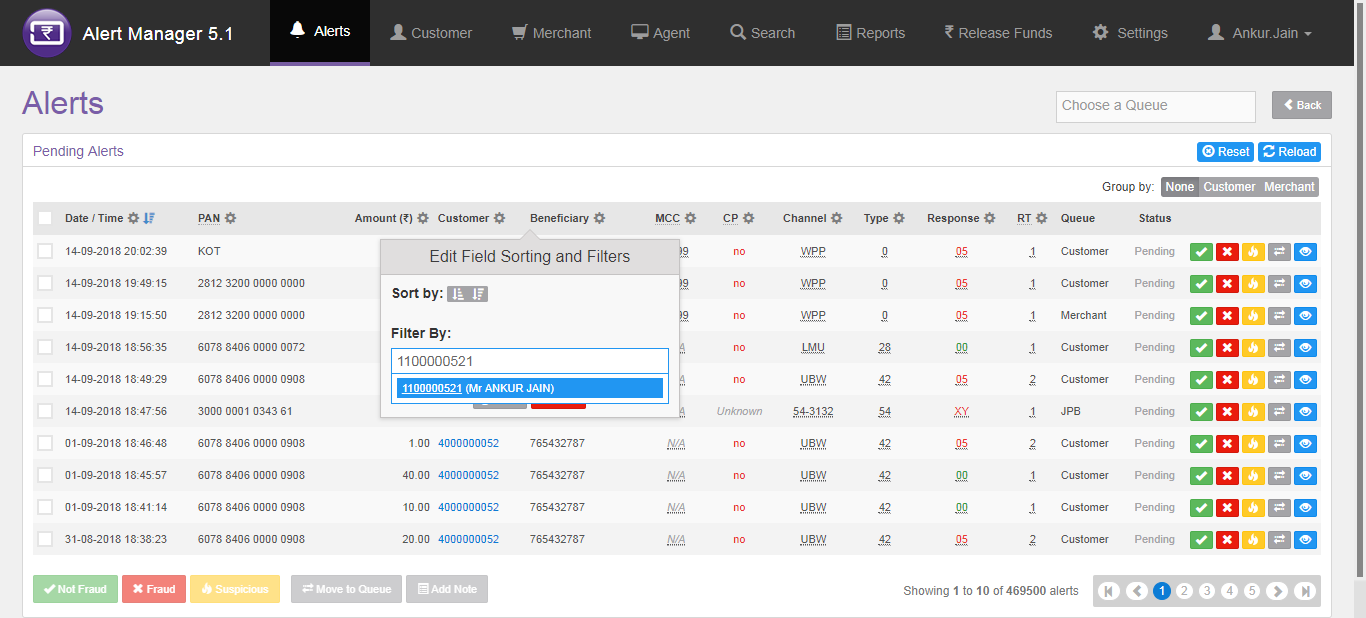 Alert Manager 5.1 Alerts Customer Merchant Agent Search Reports ₹ Release Funds Settings Ankur.Jain
Alerts
Choose a Queue Back
Pending Alerts Reset Reload
Group by: None Customer Merchant
Date / Time PAN Amount (₹) Customer Beneficiary MCC CP Channel Type Response RT Queue Status
14-09-2018 20:02:39 KOT 99 no WPP 0 05 1 Customer Pending
14-09-2018 19:49:15 2812 3200 0000 0000 99 no WPP 0 05 1 Customer Pending
14-09-2018 19:15:50 2812 3200 0000 0000 99 no WPP 0 05 1 Merchant Pending
14-09-2018 18:56:35 6078 8406 0000 0072 no LMU 28 00 1 Customer Pending
14-09-2018 18:49:29 6078 8406 0000 0908 no UBW 42 05 2 Customer Pending
14-09-2018 18:47:56 3000 0001 0343 61 Unknown 54-3132 54 XY 1 JPB Pending
01-09-2018 18:46:48 6078 8406 0000 0908 1.00 4000000052 765432787 N/A no UBW 42 05 2 Customer Pending
01-09-2018 18:45:57 6078 8406 0000 0908 40.00 4000000052 765432787 N/A no UBW 42 00 1 Customer Pending
01-09-2018 18:41:14 6078 8406 0000 0908 10.00 4000000052 765432787 N/A no UBW 42 00 1 Customer Pending
31-08-2018 18:38:23 6078 8406 0000 0908 20.00 4000000052 765432787 N/A no UBW 42 05 2 Customer Pending
Edit Field Sorting and Filters
Sort by:
Filter By:
1100000521
1100000521 (Mr ANKUR JAIN)
Not Fraud Fraud Suspicious Move to Queue Add Note Showing 1 to 10 of 469500 alerts 1 2 3 4 5